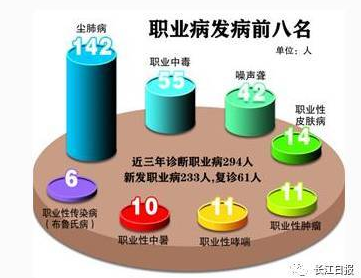 职业病发病前八名
单位：人
尘肺病
142
职业中毒
55
噪声聋
42
职业性
皮肤病
14
近三年诊断职业病294人
新发职业病233人,复诊61人
6
职业性传染病
（布鲁氏病）
10
职业性中暑
11
职业性哮喘
11
职业性肿瘤
长江日报